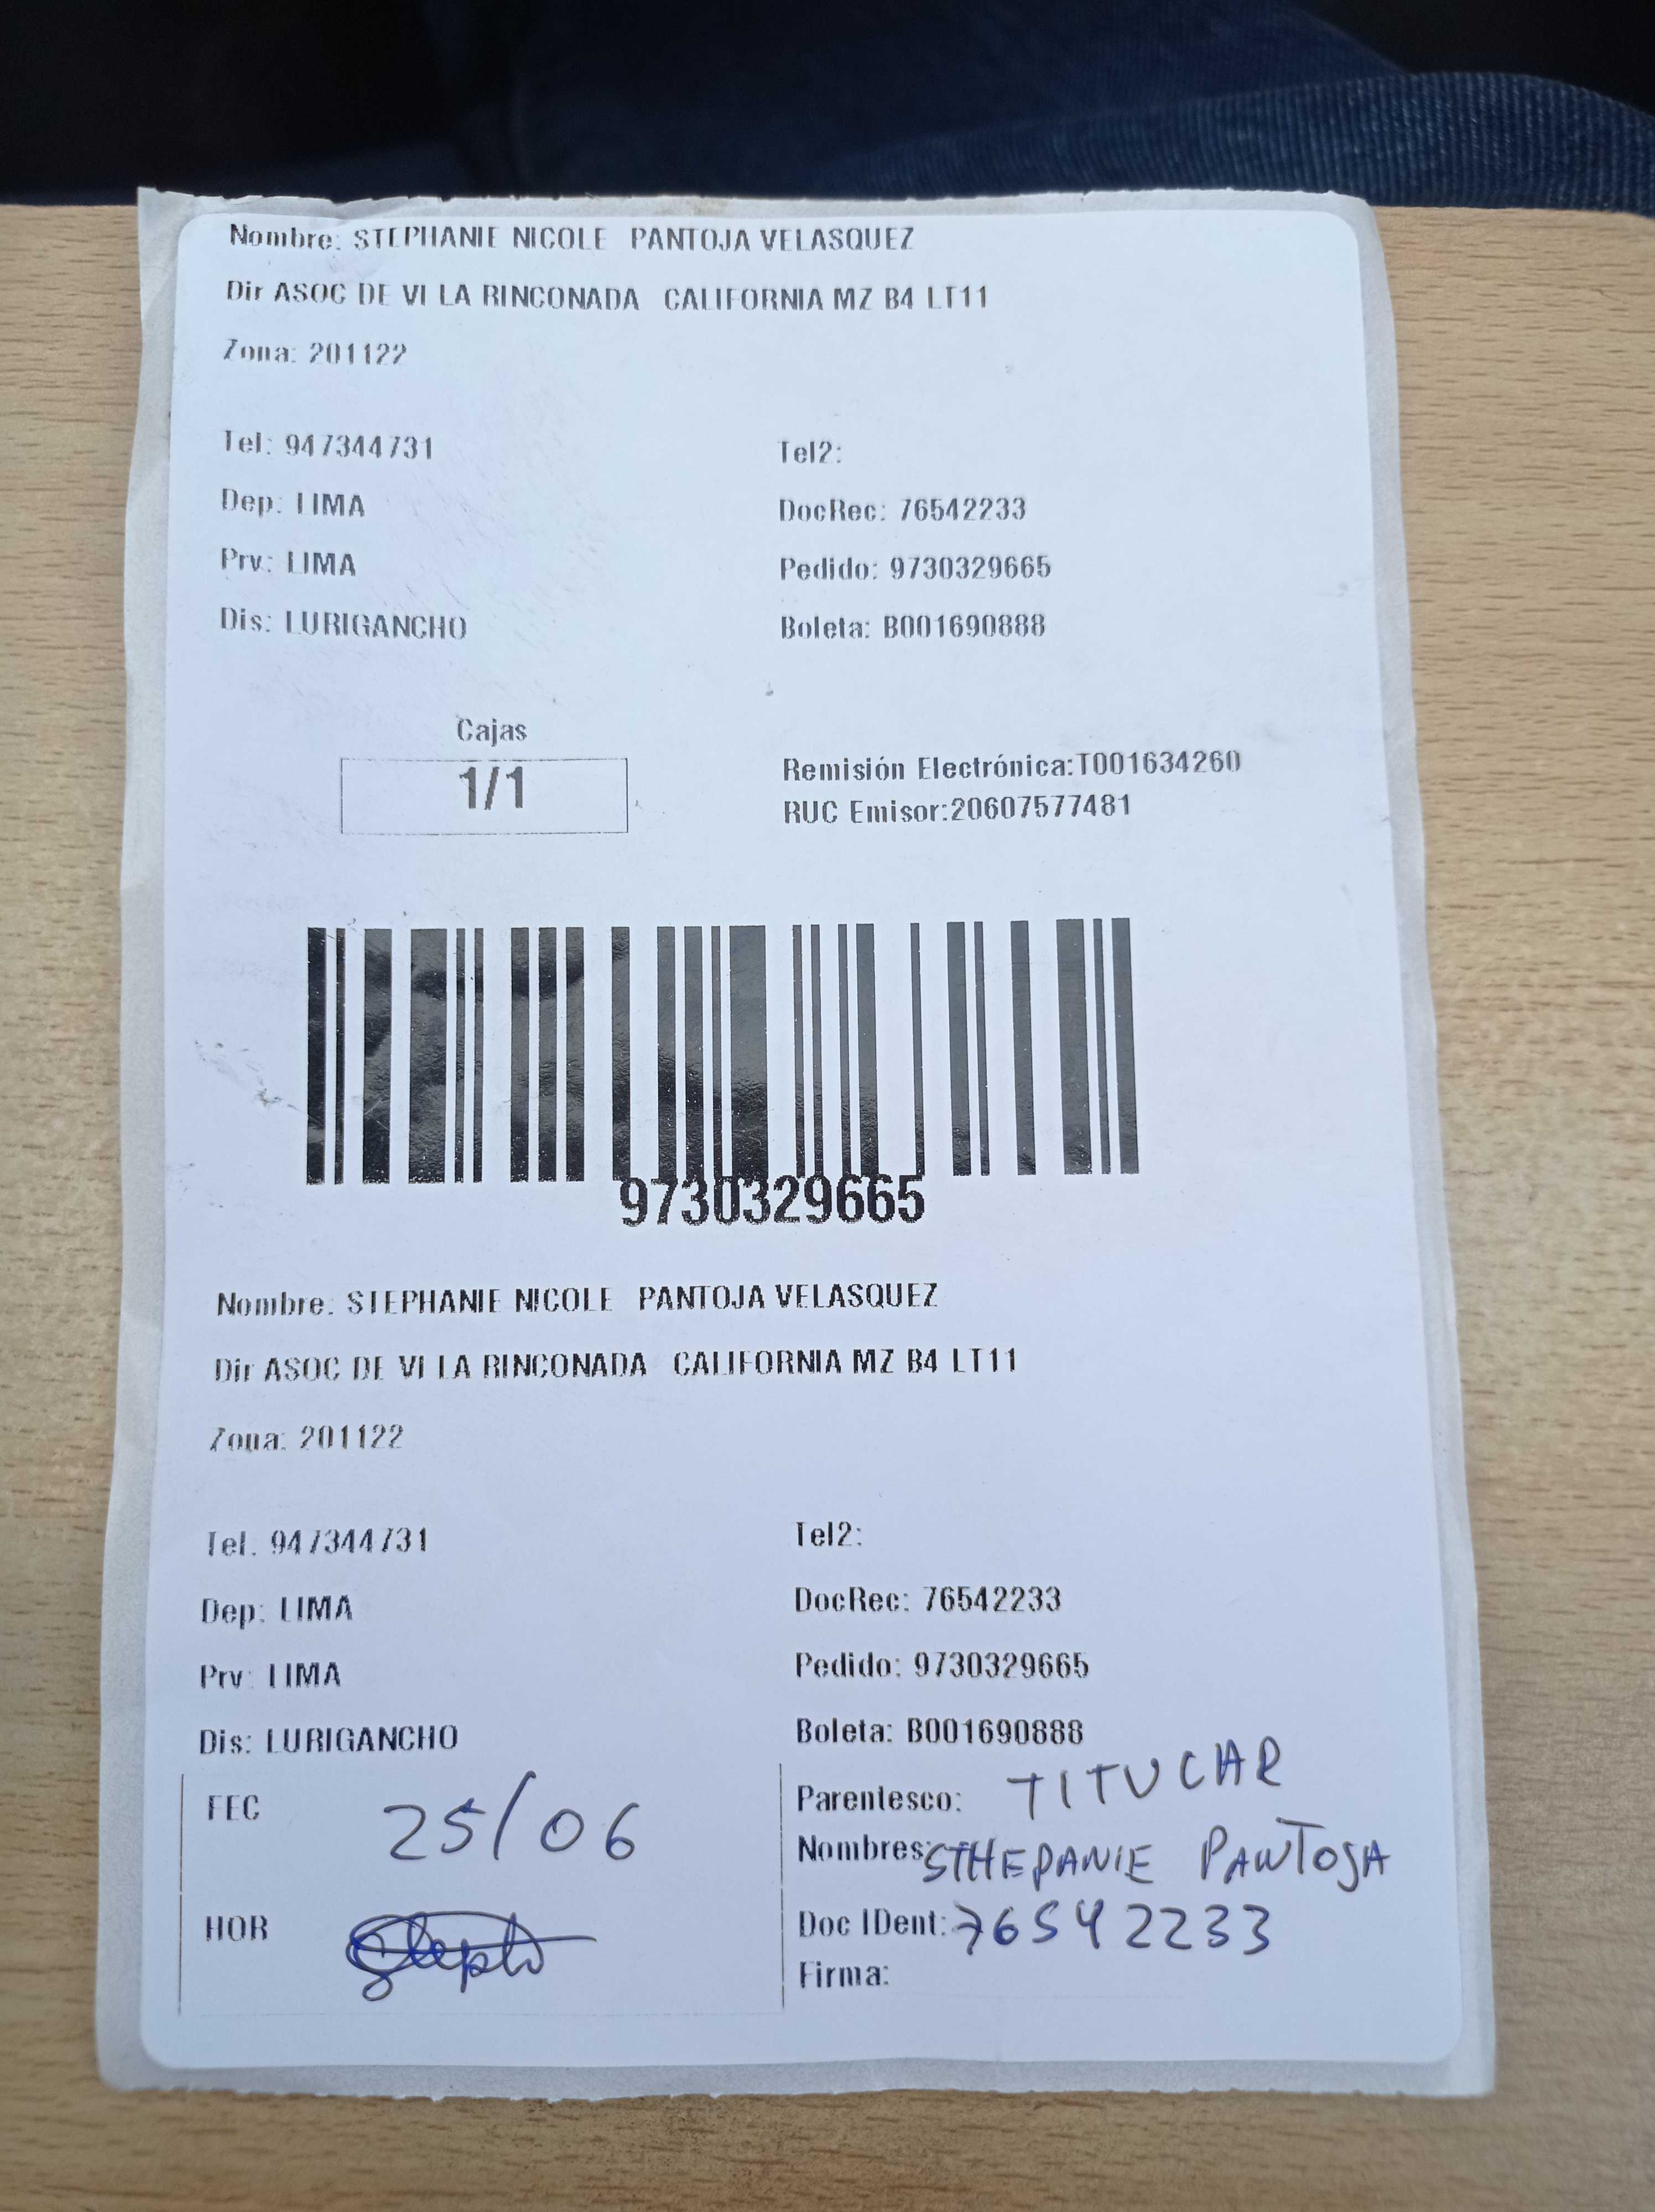 Nombre: STEPHANIE NICOLE PANTOJA VELASQUEZ
Dir ASOC DE VI LA RINCONADA CALIFORNIA MZ B4 LT11
Zona: 201122
Tel: 947344731 Tel2:
Dep: LIMA DocRec: 76542233
Prv: LIMA Pedido: 9730329665
Dis: LURIGANCHO Boleta: B001690888
Cajas
1/1
Remisión Electrónica:T001634260
RUC Emisor:20607577481
9730329665
Nombre: STEPHANIE NICOLE PANTOJA VELASQUEZ
Dir ASOC DE VI LA RINCONADA CALIFORNIA MZ B4 LT11
Zona: 201122
Tel: 947344731 Tel2:
Dep: LIMA DocRec: 76542233
Prv: LIMA Pedido: 9730329665
Dis: LURIGANCHO Boleta: B001690888
FEC 25/06
Parentesco: TITUCHAR
Nombres: STHEPANIE PANTOJA
HOR
Doc IDent: 76542233
Firma: